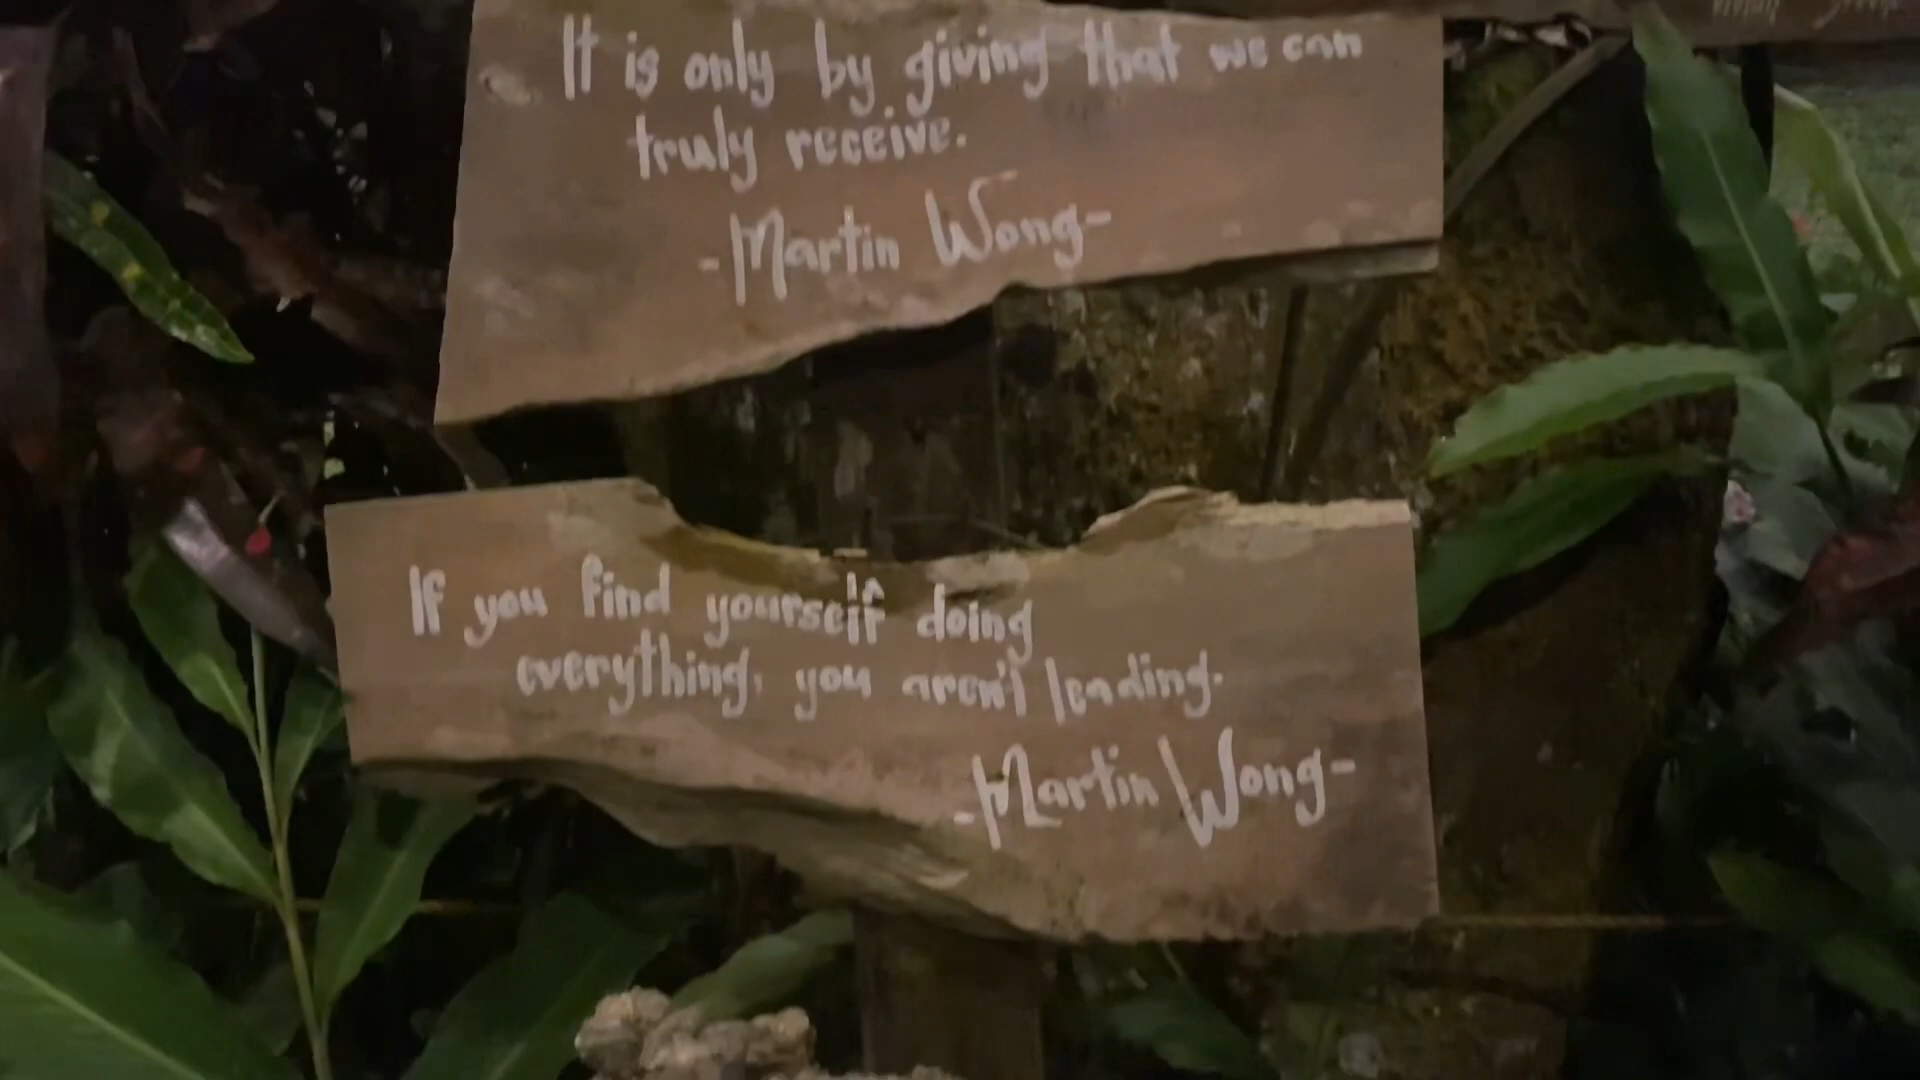 It is only by giving that we can
truly receive.
-Martin Wong-
If you find yourself doing
everything, you aren't leading.
-Martin Wong-